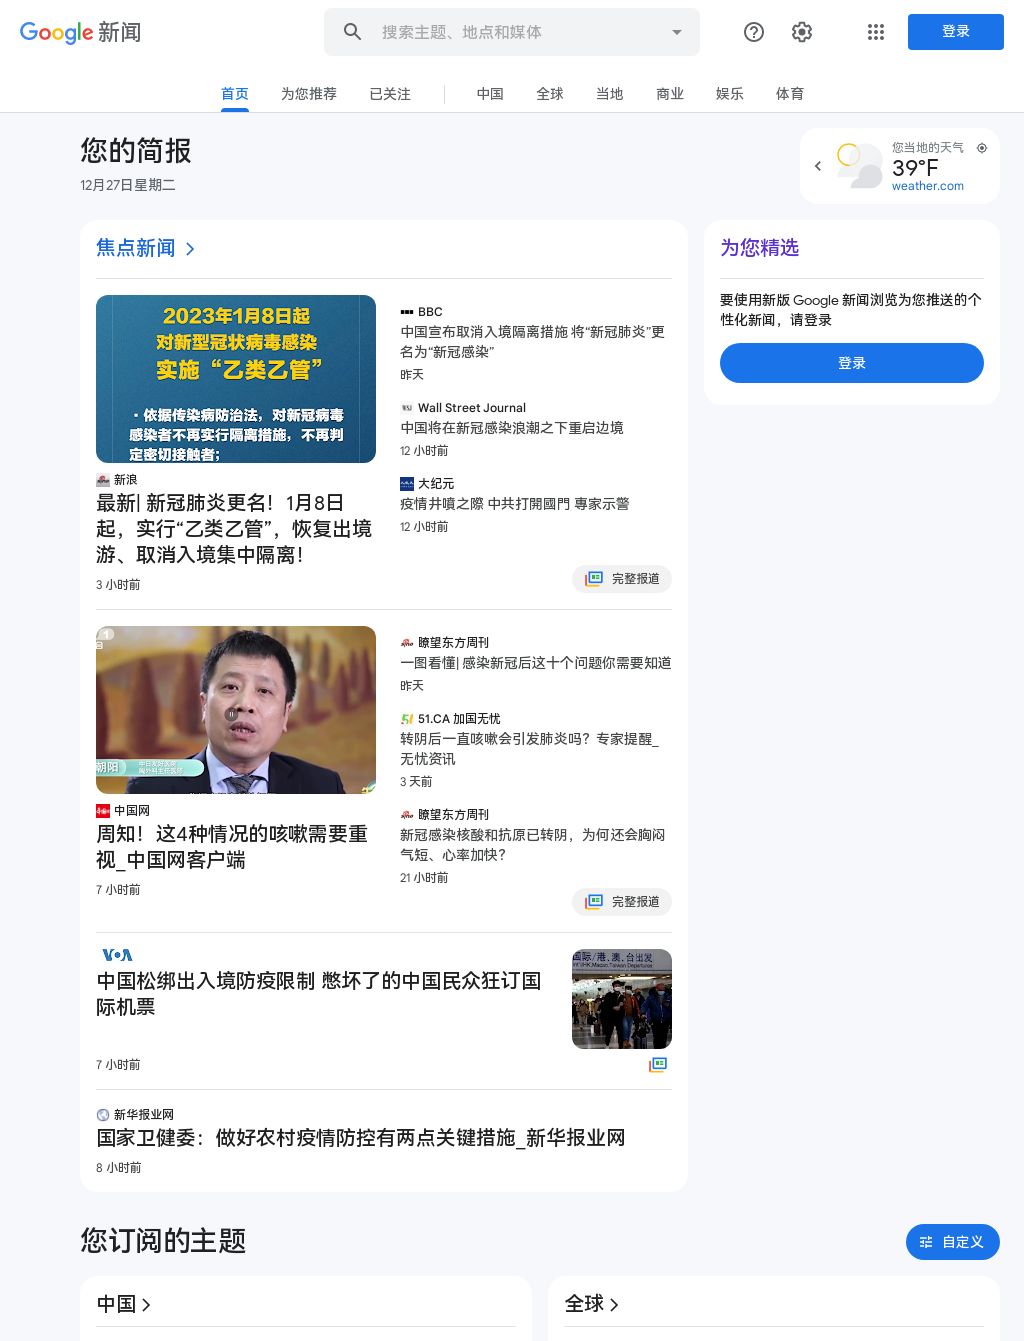 Google 新闻
搜索主题、地点和媒体
登录
首页
为您推荐
已关注
中国
全球
当地
商业
娱乐
体育
您的简报
12月27日星期二
您当地的天气
39°F
weather.com
焦点新闻
为您精选
要使用新版 Google 新闻浏览为您推送的个
性化新闻，请登录
登录
2023年1月8日起
对新型冠状病毒感染
实施“乙类乙管”
·依据传染病防治法，对新冠病毒
感染者不再实行隔离措施，不再判
定密切接触者；
新浪
最新| 新冠肺炎更名！1月8日
起，实行“乙类乙管”，恢复出境
游、取消入境集中隔离！
3 小时前
BBC
中国宣布取消入境隔离措施 将“新冠肺炎”更
名为“新冠感染”
昨天
Wall Street Journal
中国将在新冠感染浪潮之下重启边境
12 小时前
大纪元
疫情井噴之際 中共打開國門 專家示警
12 小时前
完整报道
朝阳
中国网
周知！这4种情况的咳嗽需要重
视_中国网客户端
7 小时前
瞭望东方周刊
一图看懂| 感染新冠后这十个问题你需要知道
昨天
51.CA 加国无忧
转阴后一直咳嗽会引发肺炎吗？专家提醒_
无忧资讯
3 天前
瞭望东方周刊
新冠感染核酸和抗原已转阴，为何还会胸闷
气短、心率加快？
21 小时前
完整报道
VOA
中国松绑出入境防疫限制 憋坏了的中国民众狂订国
际机票
7 小时前
国际/港、澳、台出发
新华报业网
国家卫健委：做好农村疫情防控有两点关键措施_新华报业网
8 小时前
您订阅的主题
自定义
中国
全球